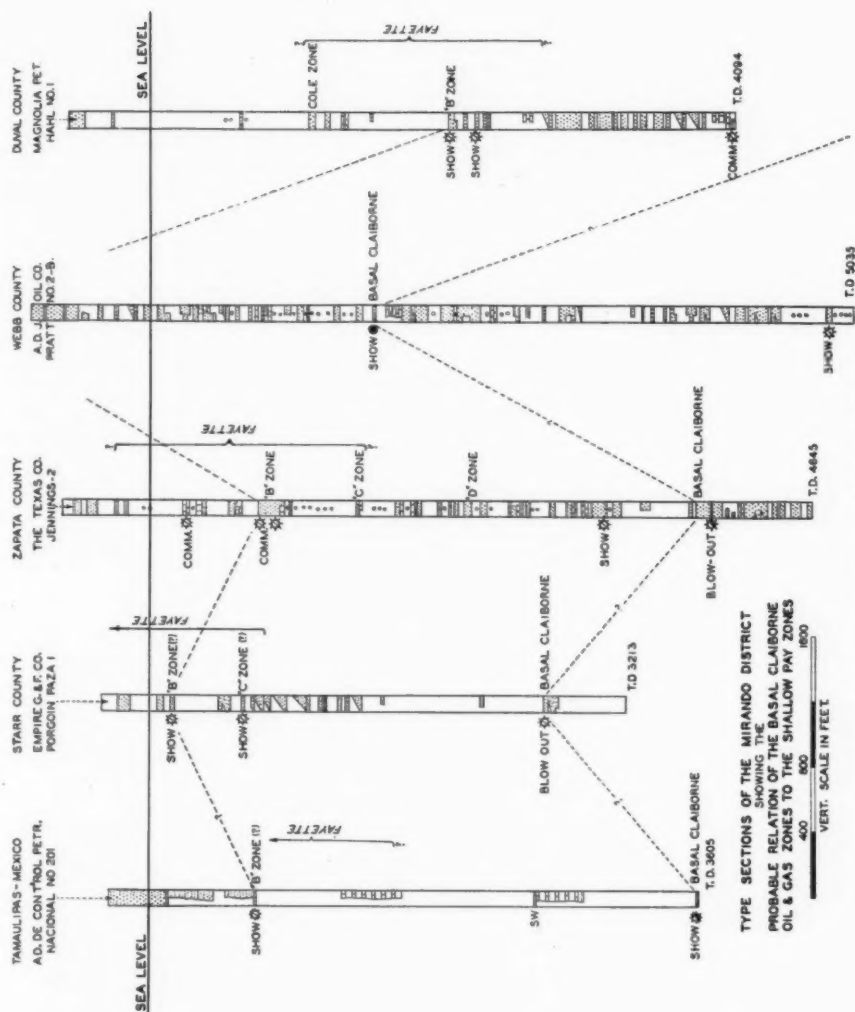 TAMAULIPAS-MEXICO
A.D. DE CONTROL PETR.
NACIONAL NO 201
SEA LEVEL
SHOW
"B" ZONE (?)
FAYETTE
SW
SHOW
BASAL CLAIBORNE
T.D. 3605
STARR COUNTY
EMPIRE G.& F. CO.
PORGOIN PAZA 1
SHOW
"B" ZONE(?)
SHOW
"C" ZONE (?)
FAYETTE
BLOW OUT
BASAL CLAIBORNE
T.D 3213
ZAPATA COUNTY
THE TEXAS CO.
JENNINGS-2
COMM
COMM
"B" ZONE
"C" ZONE
"D" ZONE
FAYETTE
SHOW
BASAL CLAIBORNE
BLOW-OUT
T.D. 4645
WEBB COUNTY
A.D. J. OIL CO.
PRATT NO. 2-B.
SHOW
BASAL CLAIBORNE
SHOW
T.D 5035
DUVAL COUNTY
MAGNOLIA PET.
HAHL NO. 1
SEA LEVEL
COLE ZONE
FAYETTE
"B" ZONE
SHOW
SHOW
COMM
T.D. 4094
TYPE SECTIONS OF THE MIRANDO DISTRICT
SHOWING THE
PROBABLE RELATION OF THE BASAL CLAIBORNE
OIL & GAS ZONES TO THE SHALLOW PAY ZONES
400 800 1600
VERT. SCALE IN FEET.